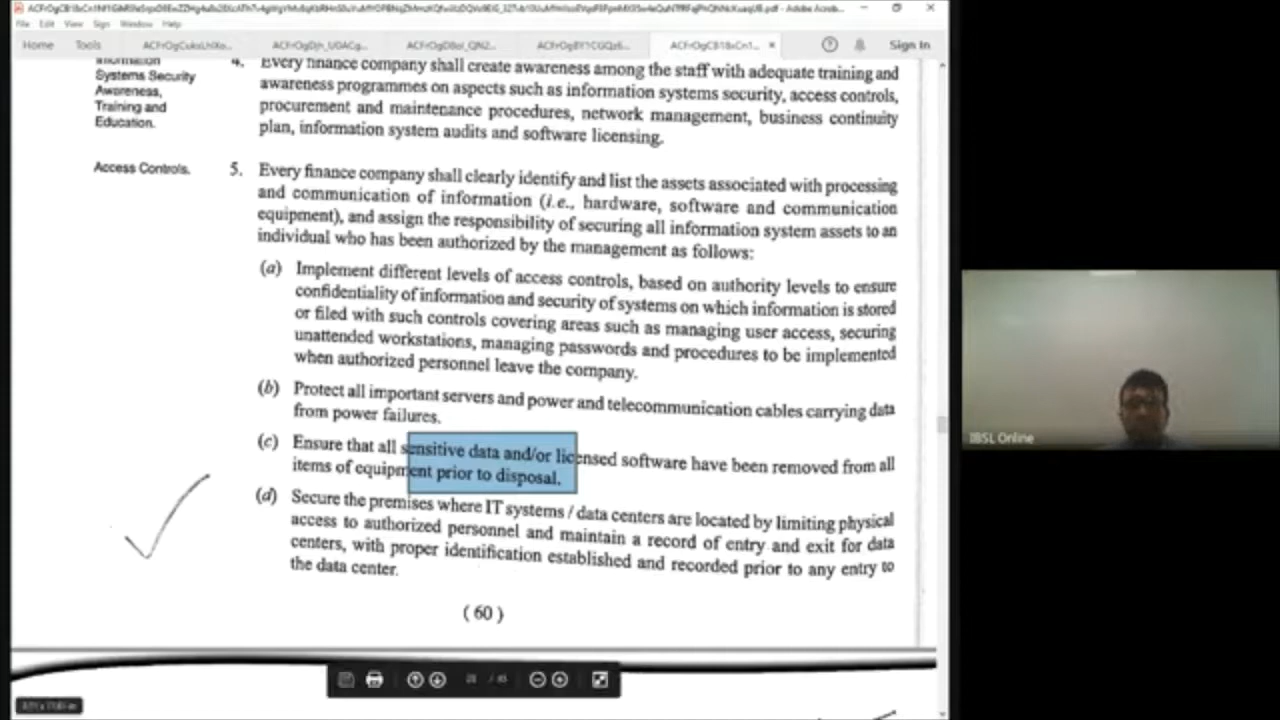 File Edit View Sign Window Help
Home Tools Sign In
Information
Systems Security
Awareness,
Training and
Education.
4. Every finance company shall create awareness among the staff with adequate training and
awareness programmes on aspects such as information systems security, access controls,
procurement and maintenance procedures, network management, business continuity
plan, information system audits and software licensing.
Access Controls.
5. Every finance company shall clearly identify and list the assets associated with processing
and communication of information (i.e., hardware, software and communication
equipment), and assign the responsibility of securing all information system assets to an
individual who has been authorized by the management as follows:
(a) Implement different levels of access controls, based on authority levels to ensure
confidentiality of information and security of systems on which information is stored
or filed with such controls covering areas such as managing user access, securing
unattended workstations, managing passwords and procedures to be implemented
when authorized personnel leave the company.
(b) Protect all important servers and power and telecommunication cables carrying data
from power failures.
(c) Ensure that all sensitive data and/or licensed software have been removed from all
items of equipment prior to disposal.
(d) Secure the premises where IT systems / data centers are located by limiting physical
access to authorized personnel and maintain a record of entry and exit for data
centers, with proper identification established and recorded prior to any entry to
the data center.
(60)
IBSL Online